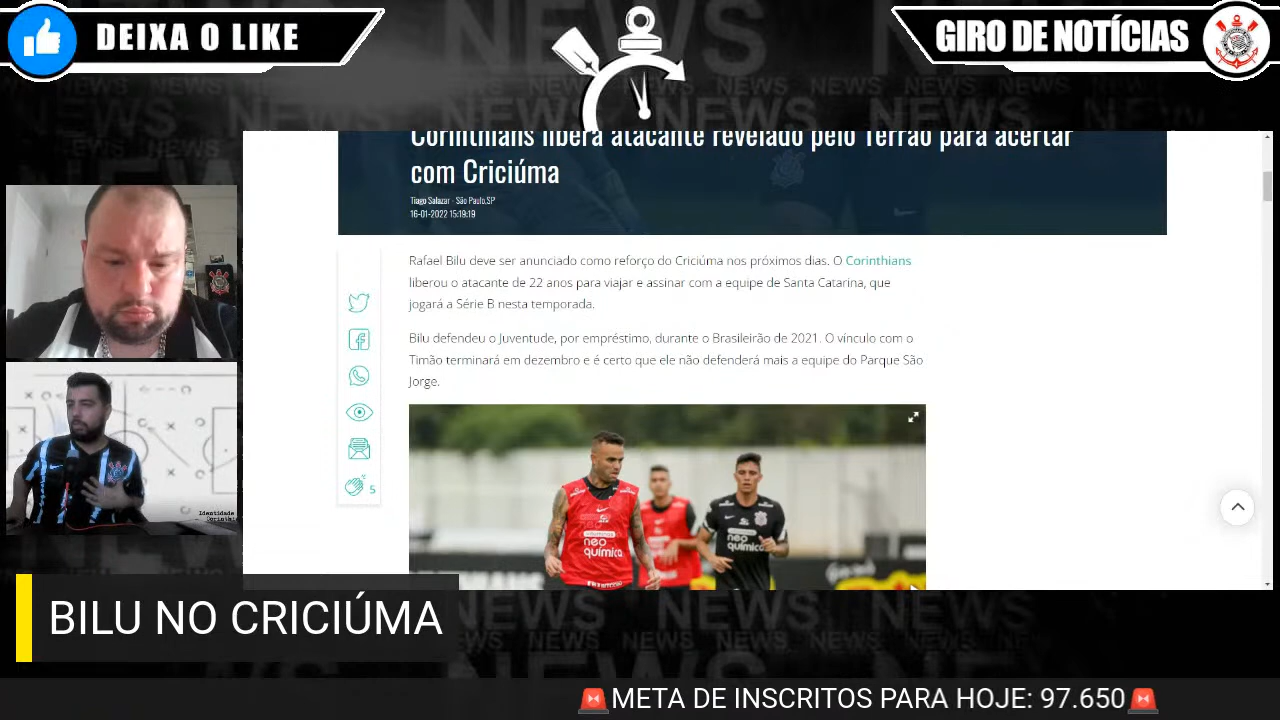 DEIXA O LIKE
GIRO DE NOTÍCIAS
Corinthians libera atacante revelado pelo Terrão para acertar
com Criciúma
Tiago Salazar - São Paulo,SP
16-01-2022 15:19:19
Rafael Bilu deve ser anunciado como reforço do Criciúma nos próximos dias. O Corinthians
liberou o atacante de 22 anos para viajar e assinar com a equipe de Santa Catarina, que
jogará a Série B nesta temporada.
Bilu defendeu o Juventude, por empréstimo, durante o Brasileirão de 2021. O vínculo com o
Timão terminará em dezembro e é certo que ele não defenderá mais a equipe do Parque São
Jorge.
5
neo
química
neo
química
Identidade
BILU NO CRICIÚMA
NEWS NEWS NEWS NEWS
🚨META DE INSCRITOS PARA HOJE: 97.650🚨